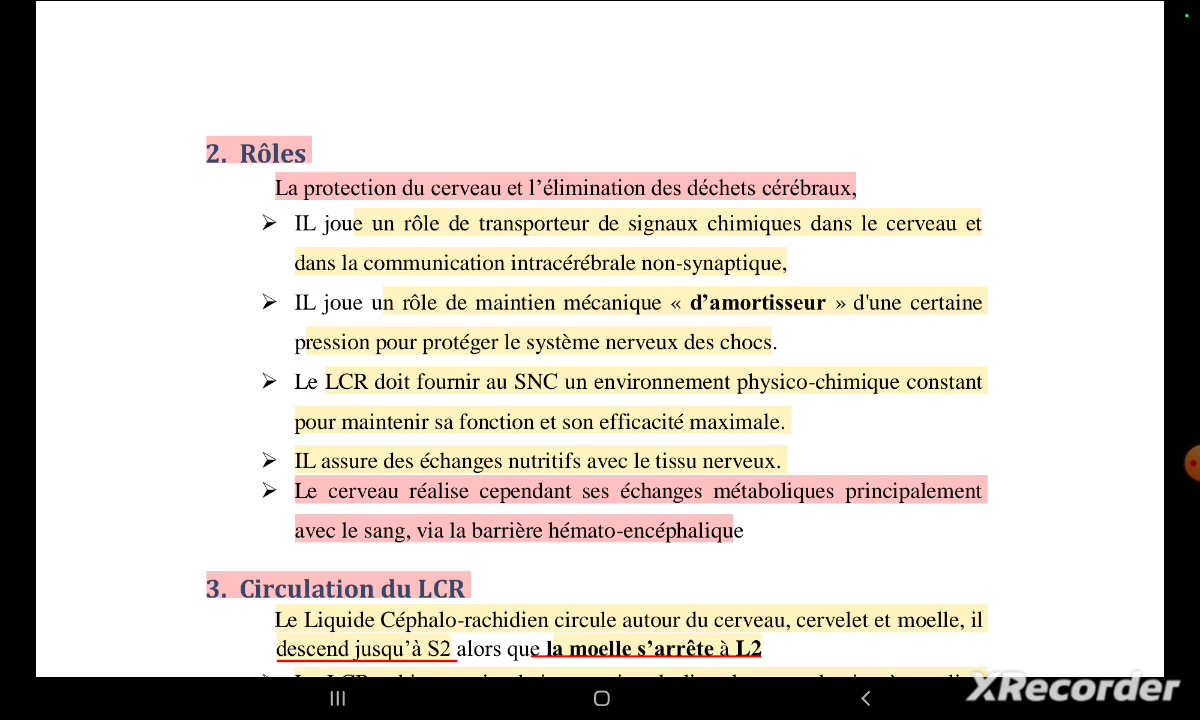 2. Rôles
La protection du cerveau et l’élimination des déchets cérébraux,
➢ IL joue un rôle de transporteur de signaux chimiques dans le cerveau et
dans la communication intracérébrale non-synaptique,
➢ IL joue un rôle de maintien mécanique « d’amortisseur » d'une certaine
pression pour protéger le système nerveux des chocs.
➢ Le LCR doit fournir au SNC un environnement physico-chimique constant
pour maintenir sa fonction et son efficacité maximale.
➢ IL assure des échanges nutritifs avec le tissu nerveux.
➢ Le cerveau réalise cependant ses échanges métaboliques principalement
avec le sang, via la barrière hémato-encéphalique
3. Circulation du LCR
Le Liquide Céphalo-rachidien circule autour du cerveau, cervelet et moelle, il
descend jusqu’à S2 alors que la moelle s’arrête à L2
XRecorder